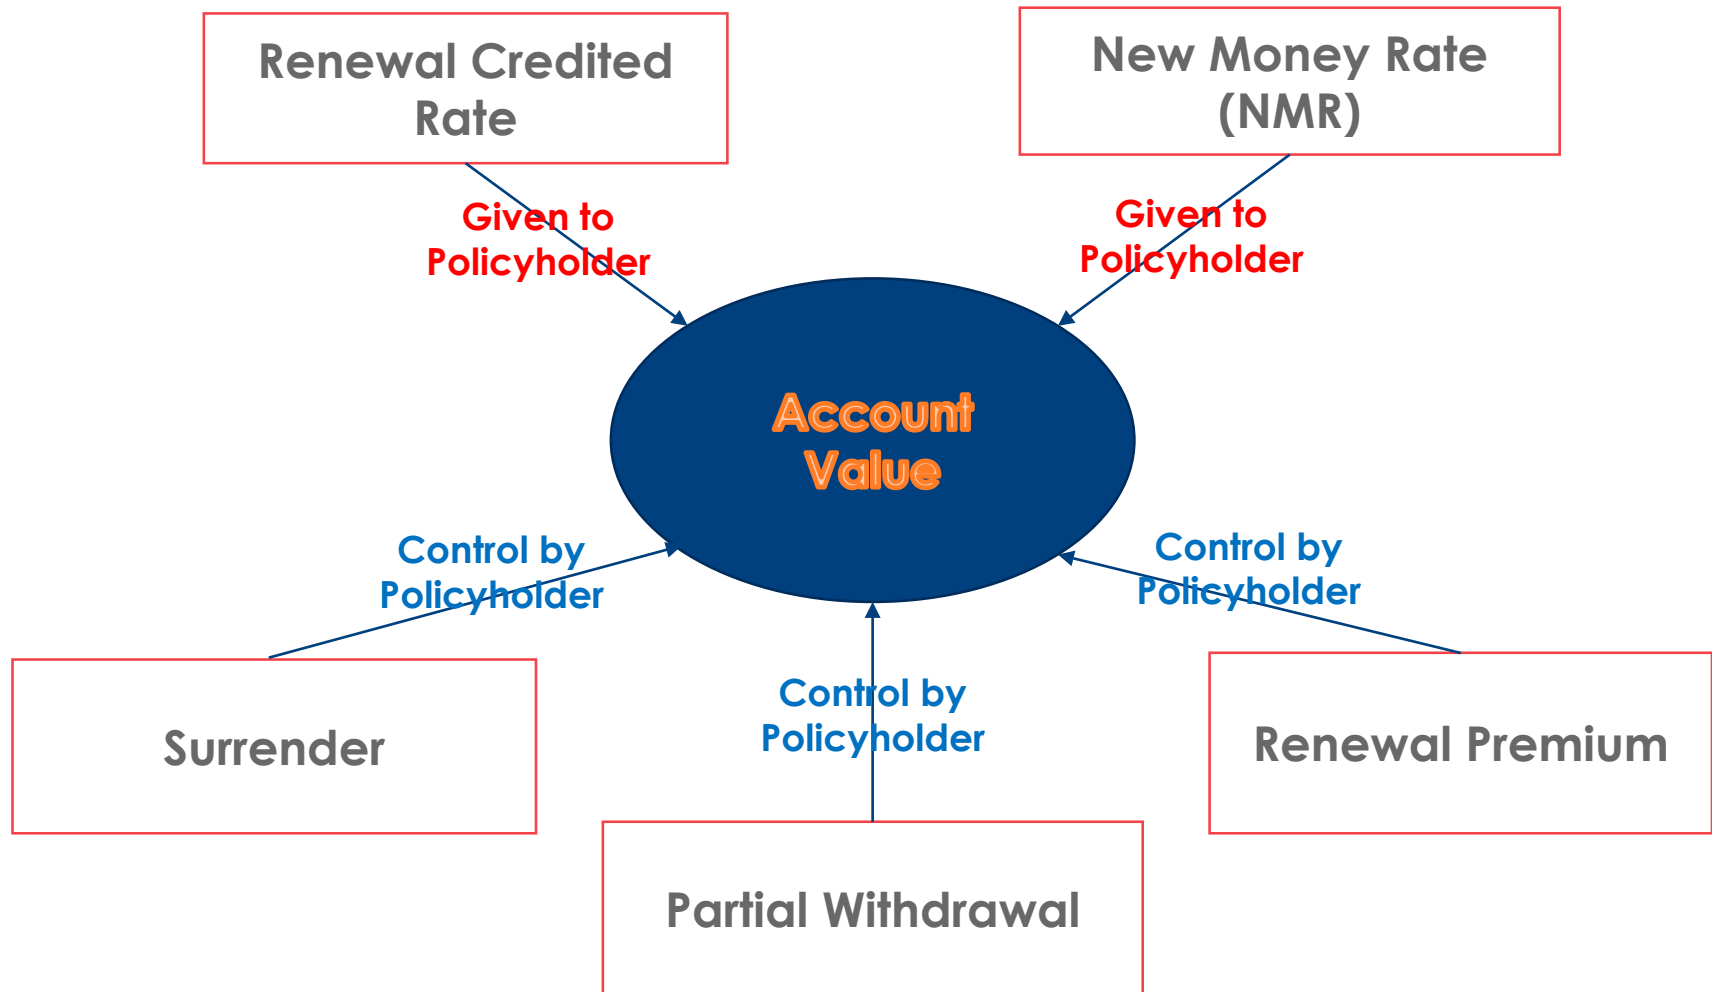 Renewal Credited
Rate
New Money Rate
(NMR)
Given to
Policyholder
Given to
Policyholder
Account
Value
Control by
Policyholder
Control by
Policyholder
Control by
Policyholder
Surrender
Renewal Premium
Partial Withdrawal